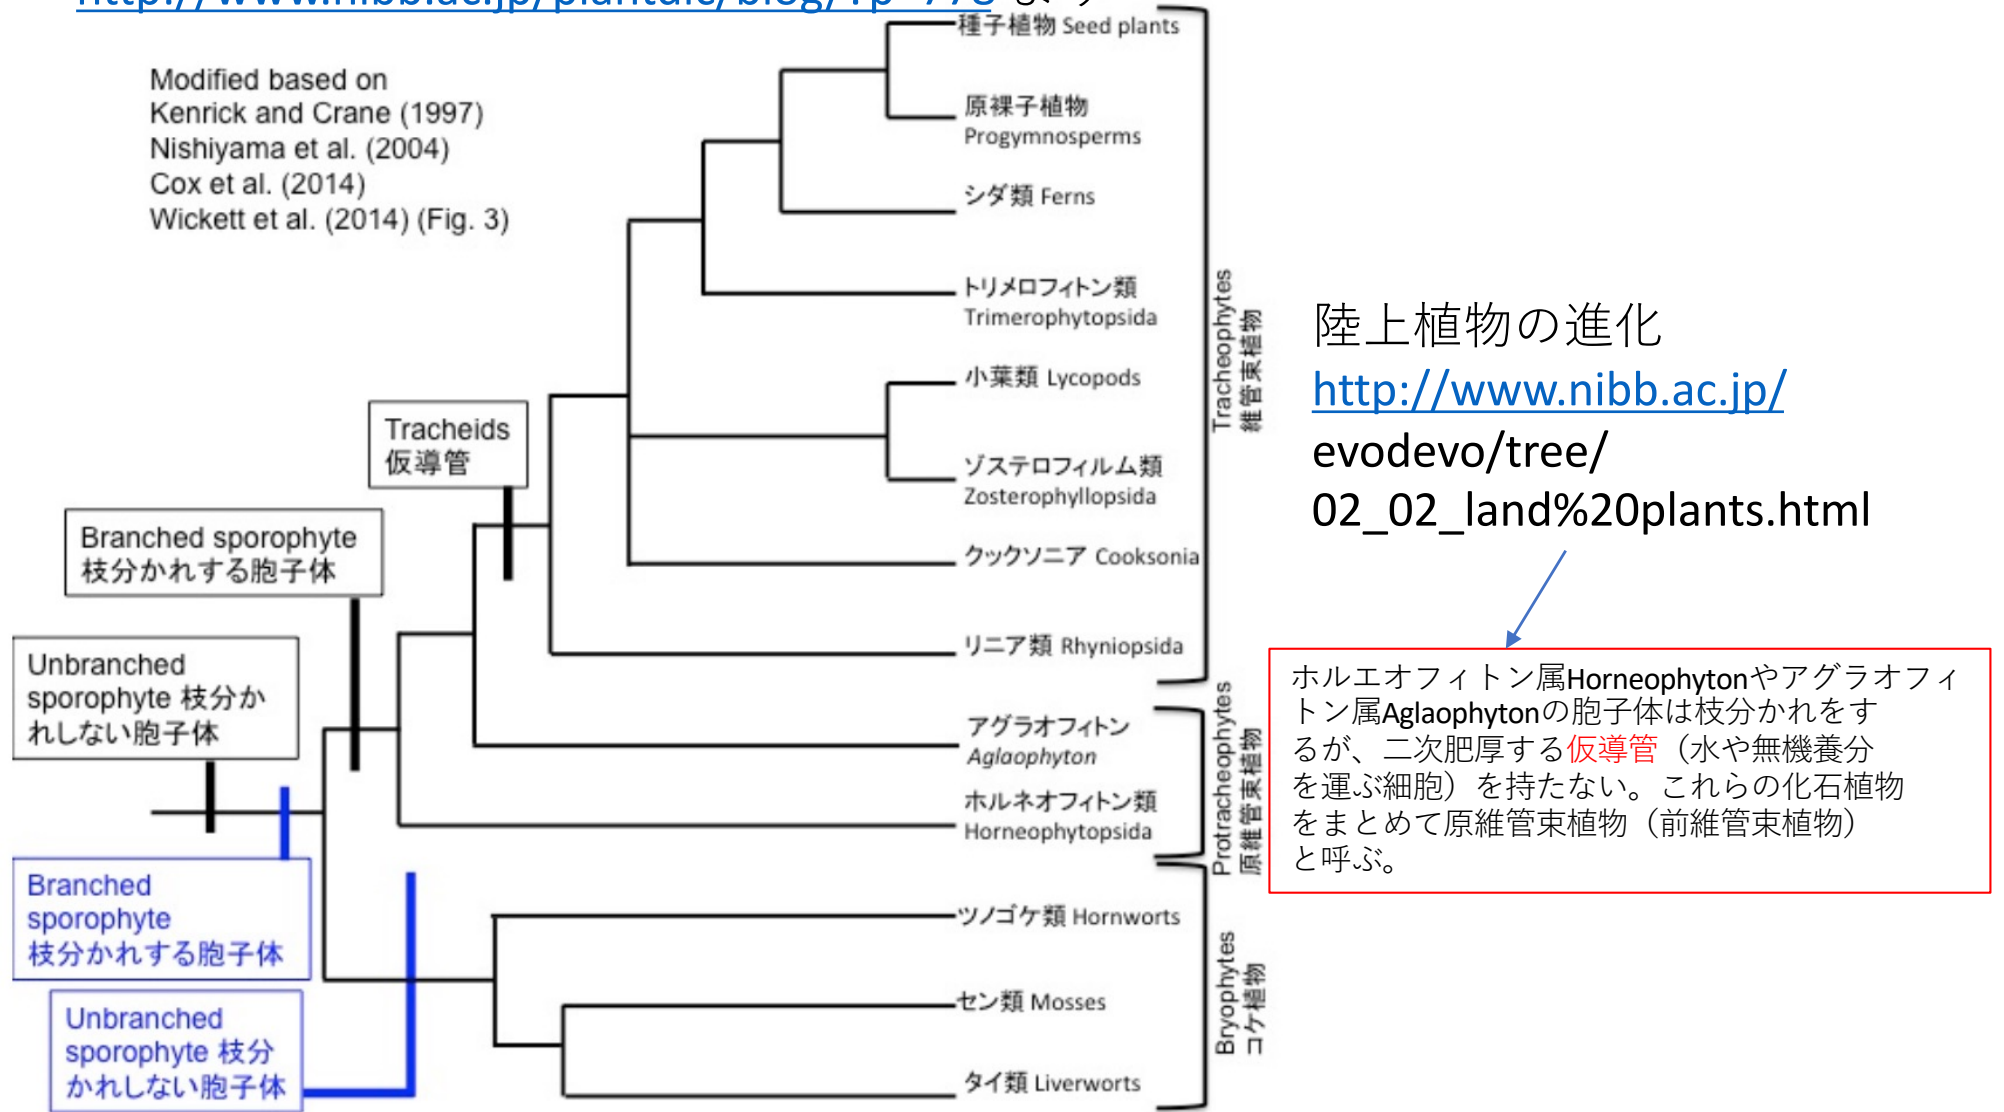 http://www.nibb.ac.jp/plantdic/blog/?p=778 より
Modified based on
Kenrick and Crane (1997)
Nishiyama et al. (2004)
Cox et al. (2014)
Wickett et al. (2014) (Fig. 3)
種子植物 Seed plants
原裸子植物
Progymnosperms
シダ類 Ferns
トリメロフィトン類
Trimerophytopsida
小葉類 Lycopods
ゾステロフィルム類
Zosterophyllopsida
クックソニア Cooksonia
リニア類 Rhyniopsida
アグラオフィトン
Aglaophyton
ホルネオフィトン類
Horneophytopsida
ツノゴケ類 Hornworts
セン類 Mosses
タイ類 Liverworts
Tracheophytes
維管束植物
Protracheophytes
原維管束植物
Bryophytes
コケ植物
Tracheids
仮導管
Branched sporophyte
枝分かれする胞子体
Unbranched
sporophyte 枝分か
れしない胞子体
Branched
sporophyte
枝分かれする胞子体
Unbranched
sporophyte 枝分
かれしない胞子体
陸上植物の進化
http://www.nibb.ac.jp/
evodevo/tree/
02_02_land%20plants.html
ホルエオフィトン属Horneophytonやアグラオフィ
トン属Aglaophytonの胞子体は枝分かれをす
るが、二次肥厚する仮導管（水や無機養分
を運ぶ細胞）を持たない。これらの化石植物
をまとめて原維管束植物（前維管束植物）
と呼ぶ。